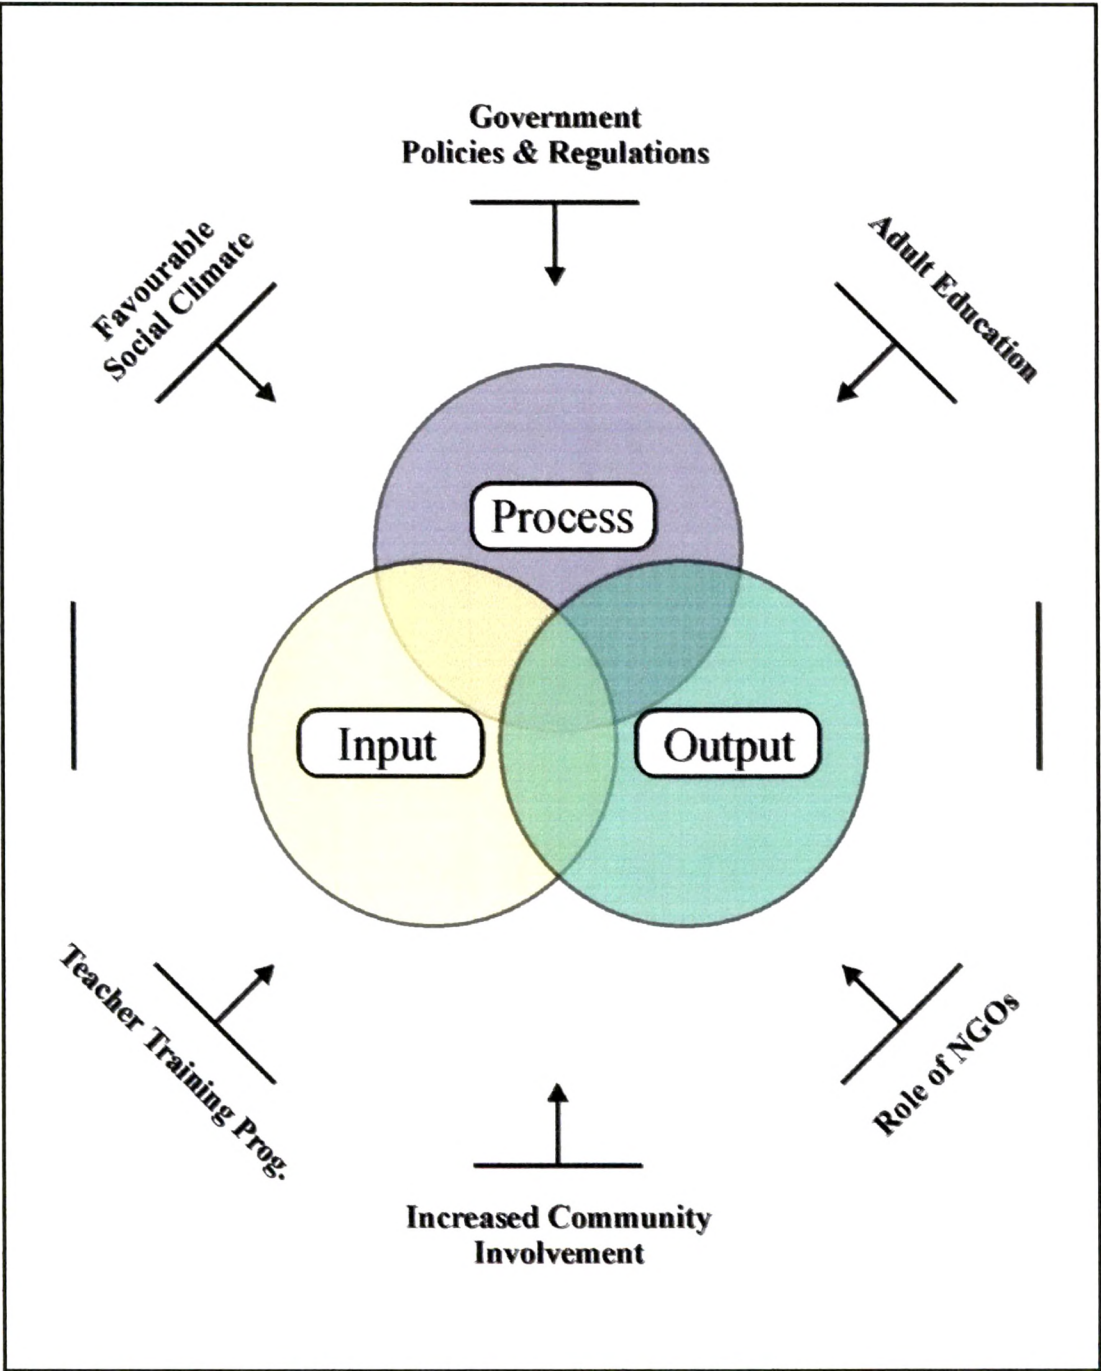 Government
Policies & Regulations
Favourable
Social Climate
Adult Education
Process
Input
Output
Teacher Training Prog.
Role of NGOs
Increased Community
Involvement